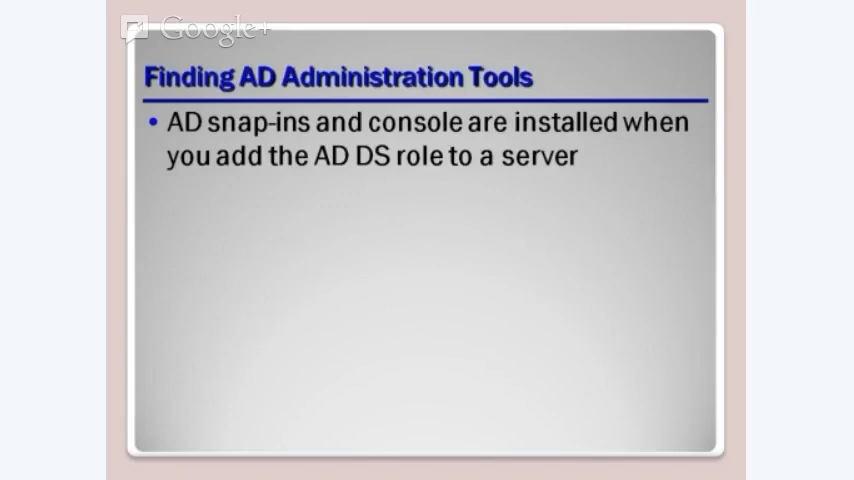 Google+
Finding AD Administration Tools
• AD snap-ins and console are installed when
you add the AD DS role to a server